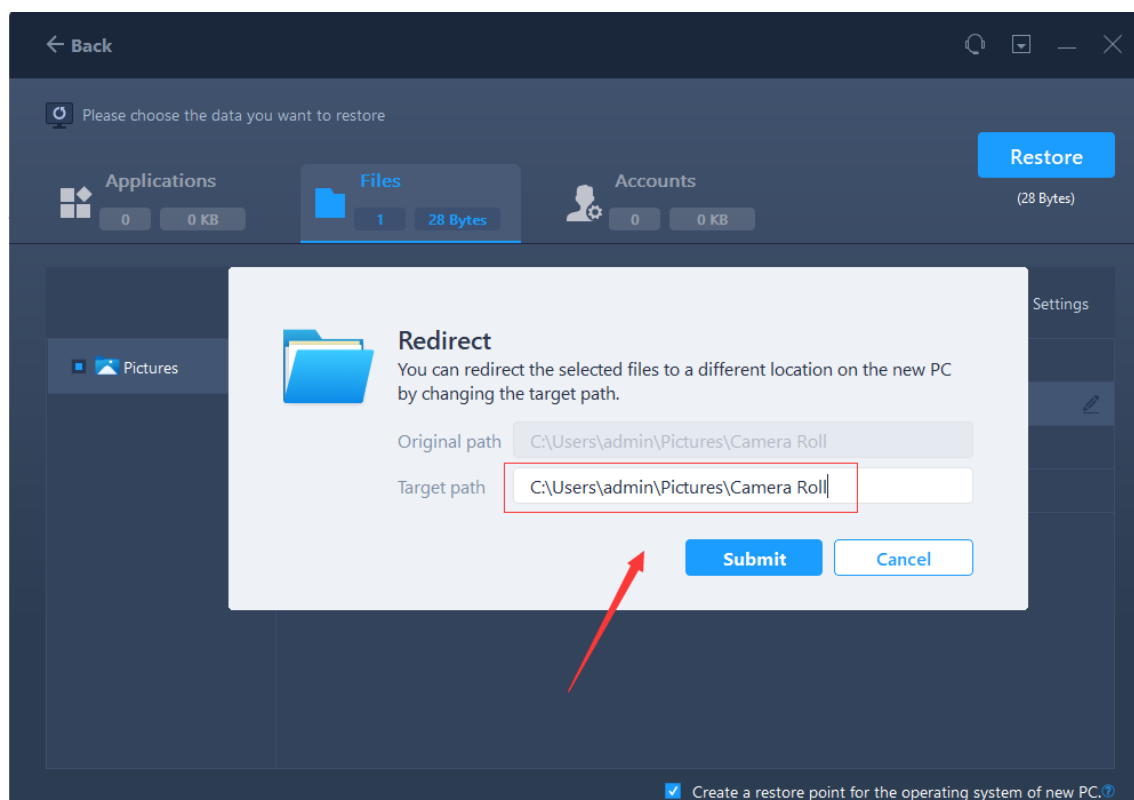 Back
Please choose the data you want to restore
Restore
(28 Bytes)
Applications
0 0 KB
Files
1 28 Bytes
Accounts
0 0 KB
Settings
Pictures
Redirect
You can redirect the selected files to a different location on the new PC
by changing the target path.
Original path C:\Users\admin\Pictures\Camera Roll
Target path C:\Users\admin\Pictures\Camera Roll
Submit Cancel
Create a restore point for the operating system of new PC.?